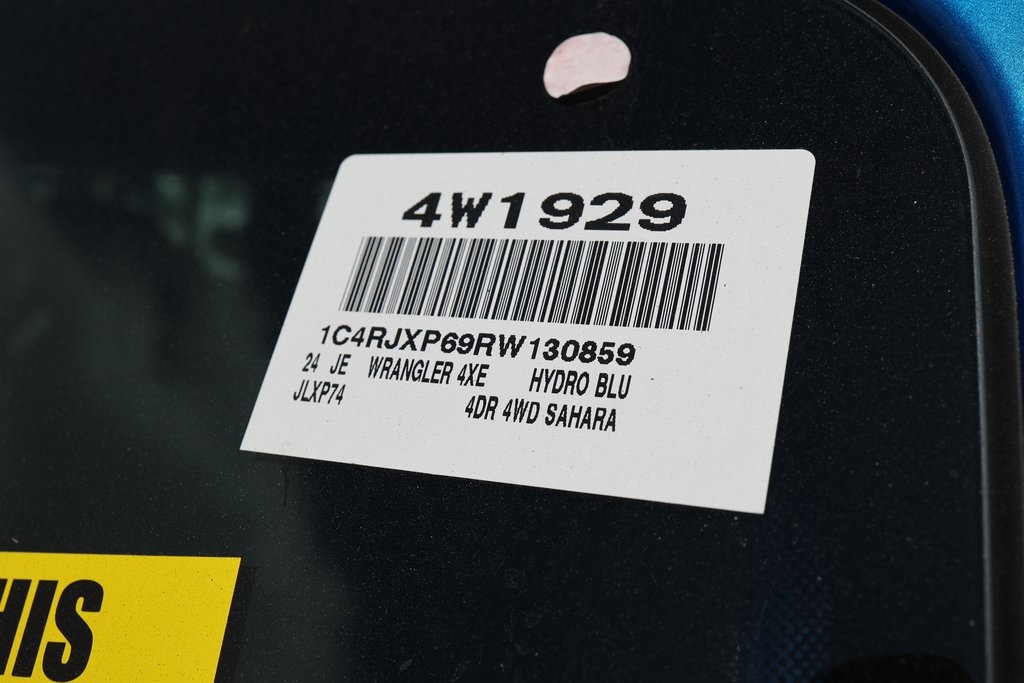 4W1929
1C4RJXP69RW130859
24 JE WRANGLER 4XE HYDRO BLU
JLXP74 4DR 4WD SAHARA
HIS